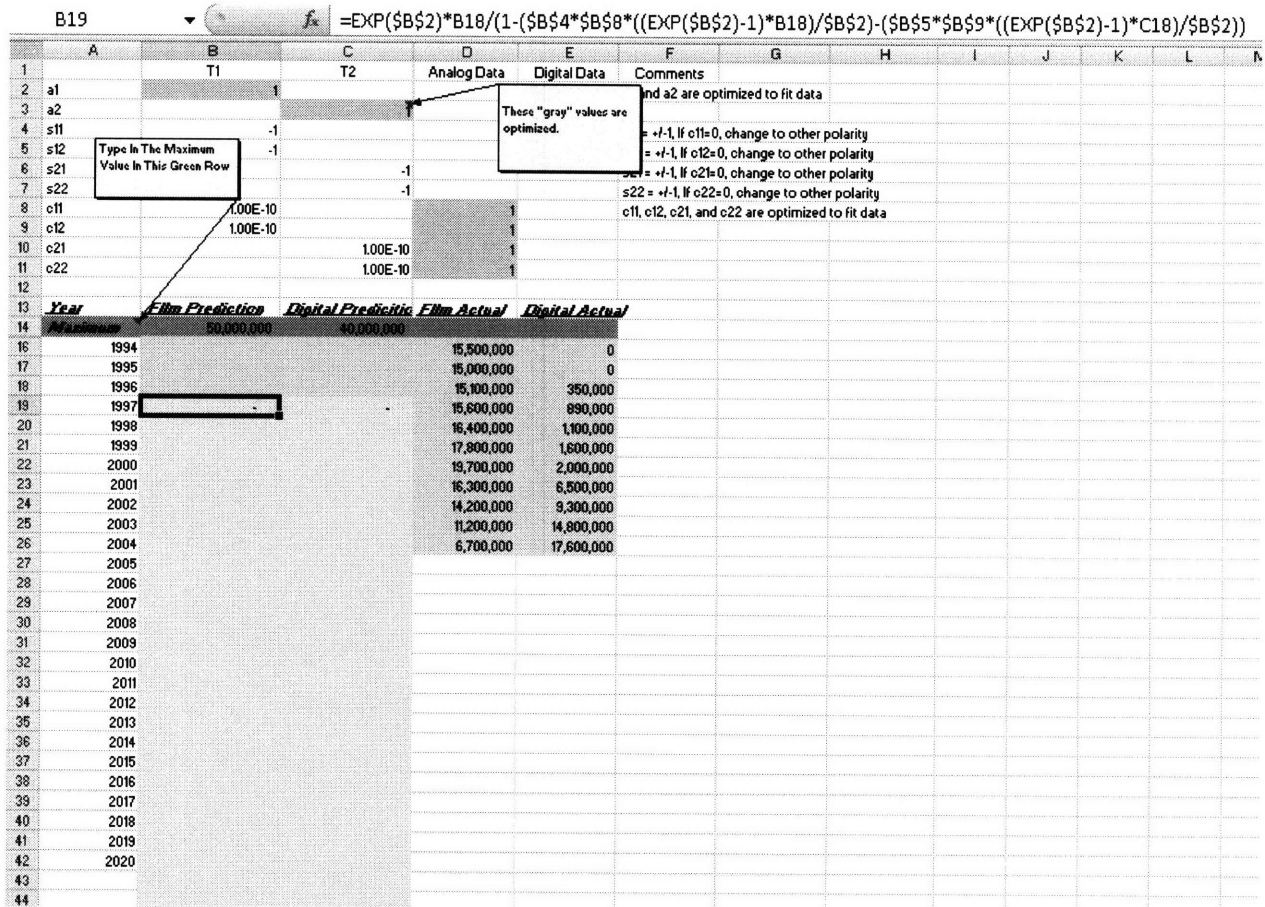 B19 fx =EXP($B$2)*B18/(1-($B$4*$B$8*((EXP($B$2)-1)*B18)/$B$2)-($B$5*$B$9*((EXP($B$2)-1)*C18)/$B$2))
A B C D E F G H I J K L
1 T1 T2 Analog Data Digital Data Comments
2 a1 1 and a2 are optimized to fit data
3 a2 1
These "gray" values are
optimized.
4 s11 -1 = +/-1, If c11=0, change to other polarity
5 s12 -1 = +/-1, If c12=0, change to other polarity
Type In The Maximum
Value In This Green Row
6 s21 -1 = +/-1, If c21=0, change to other polarity
7 s22 -1 s22 = +/-1, If c22=0, change to other polarity
8 c11 1.00E-10 1 c11, c12, c21, and c22 are optimized to fit data
9 c12 1.00E-10 1
10 c21 1.00E-10 1
11 c22 1.00E-10 1
12
13 Year Film Prediction Digital Predicitio Film Actual Digital Actual
14 Maximum 50,000,000 40,000,000
16 1994 15,500,000 0
17 1995 15,000,000 0
18 1996 15,100,000 350,000
19 1997 - - 15,600,000 890,000
20 1998 16,400,000 1,100,000
21 1999 17,800,000 1,600,000
22 2000 19,700,000 2,000,000
23 2001 16,300,000 6,500,000
24 2002 14,200,000 9,300,000
25 2003 11,200,000 14,800,000
26 2004 6,700,000 17,600,000
27 2005
28 2006
29 2007
30 2008
31 2009
32 2010
33 2011
34 2012
35 2013
36 2014
37 2015
38 2016
39 2017
40 2018
41 2019
42 2020
43
44